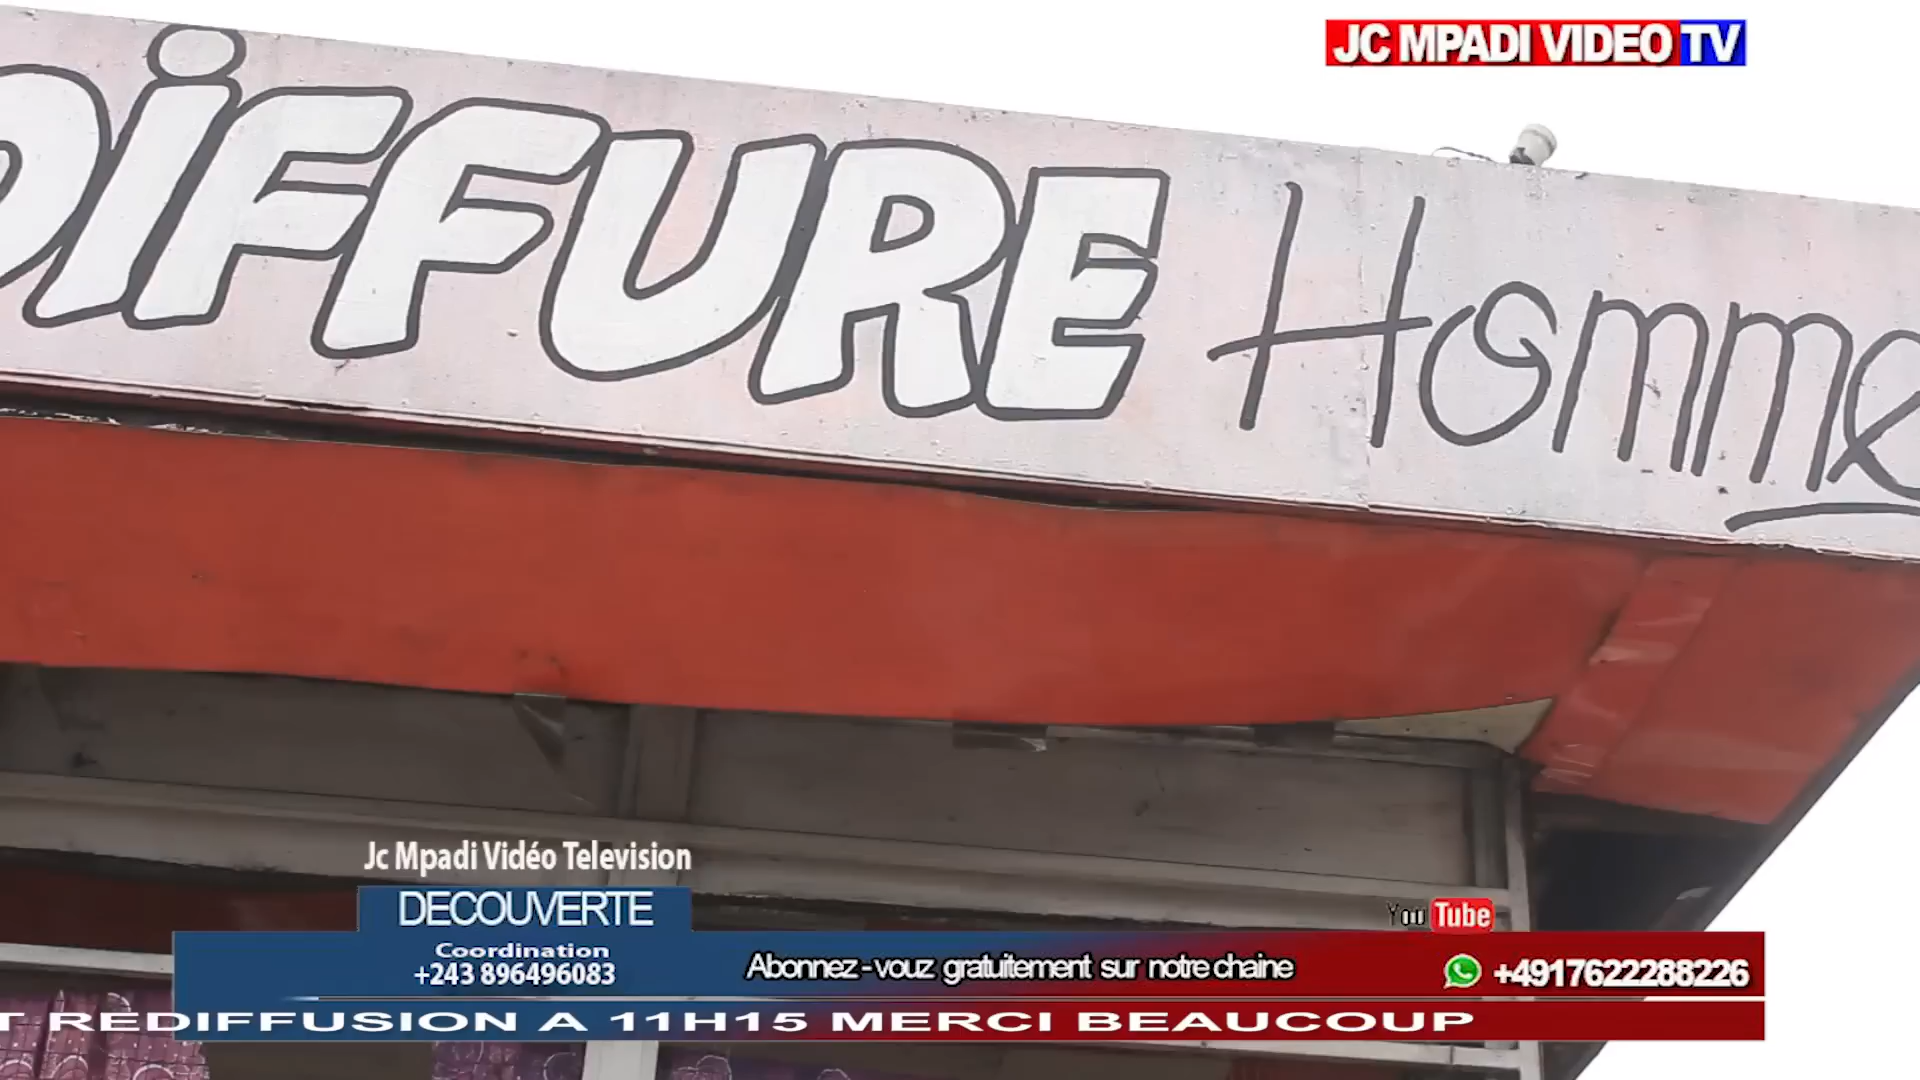 JC MPADI VIDEO TV
OIFFURE Homme
Jc Mpadi Vidéo Television
DECOUVERTE
You Tube
Coordination
+243 896496083
Abonnez-vouz gratuitement sur notre chaine
+4917622288226
T REDIFFUSION A 11H15 MERCI BEAUCOUP